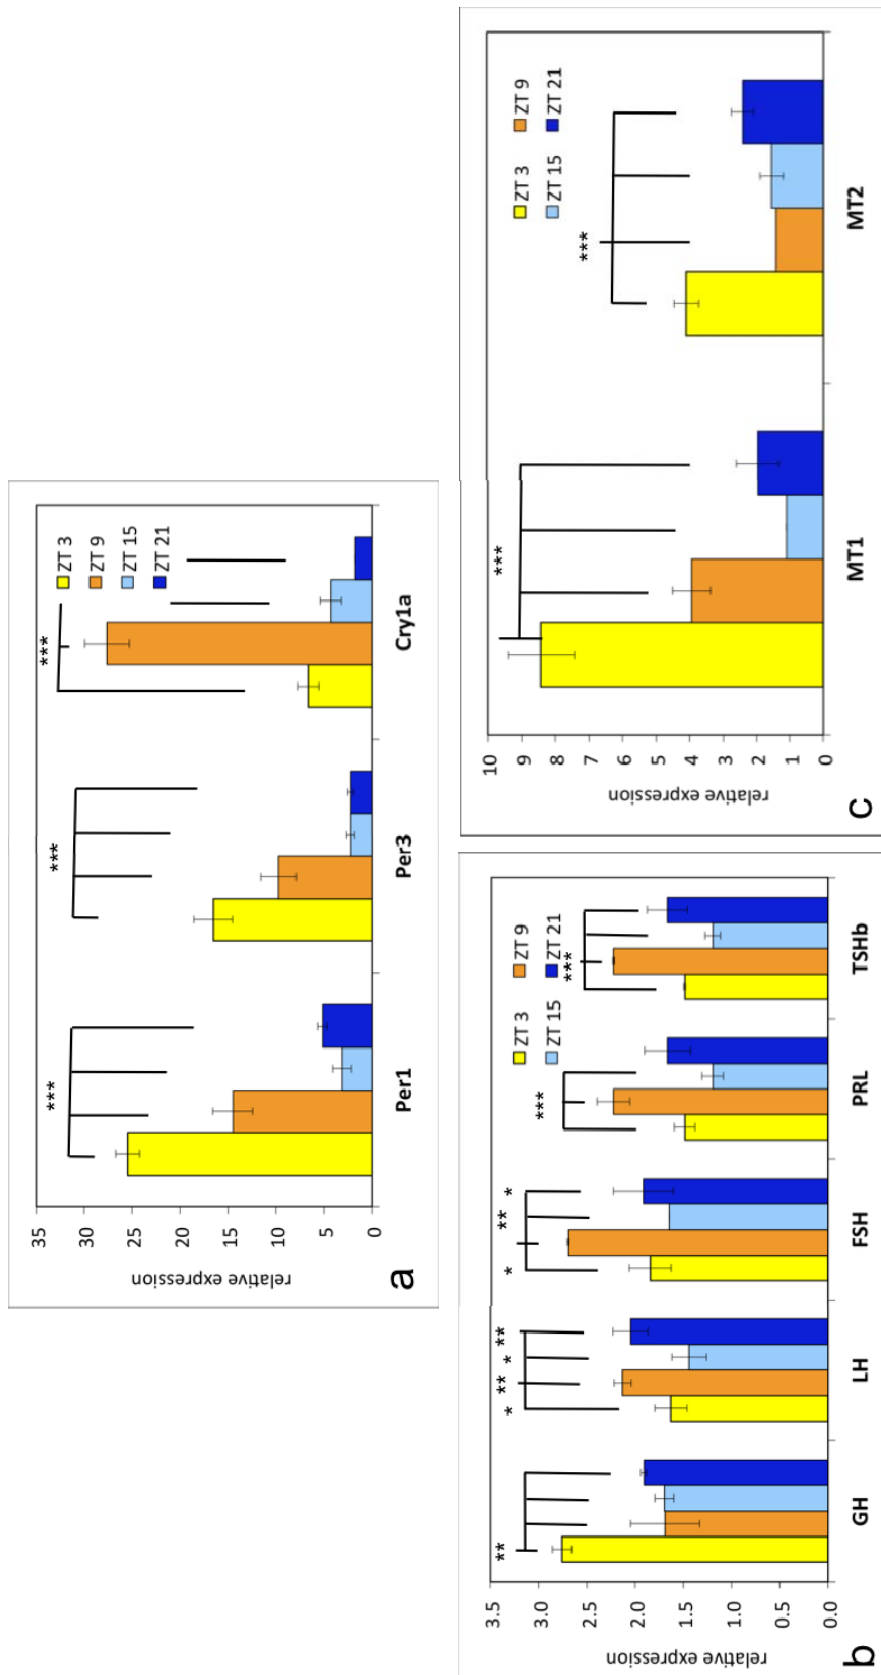 35
30
25
20
15
10
5
0
relative expression
***
***
***
ZT 3
ZT 9
ZT 15
ZT 21
Per1
Per3
Cry1a
a
3.5
3.0
2.5
2.0
1.5
1.0
0.5
0.0
relative expression
**
* ** * **
* ** *
***
***
ZT 3 ZT 9
ZT 15 ZT 21
GH LH FSH PRL TSHb
b
10
9
8
7
6
5
4
3
2
1
0
relative expression
***
***
ZT 3 ZT 9
ZT 15 ZT 21
MT1 MT2
c